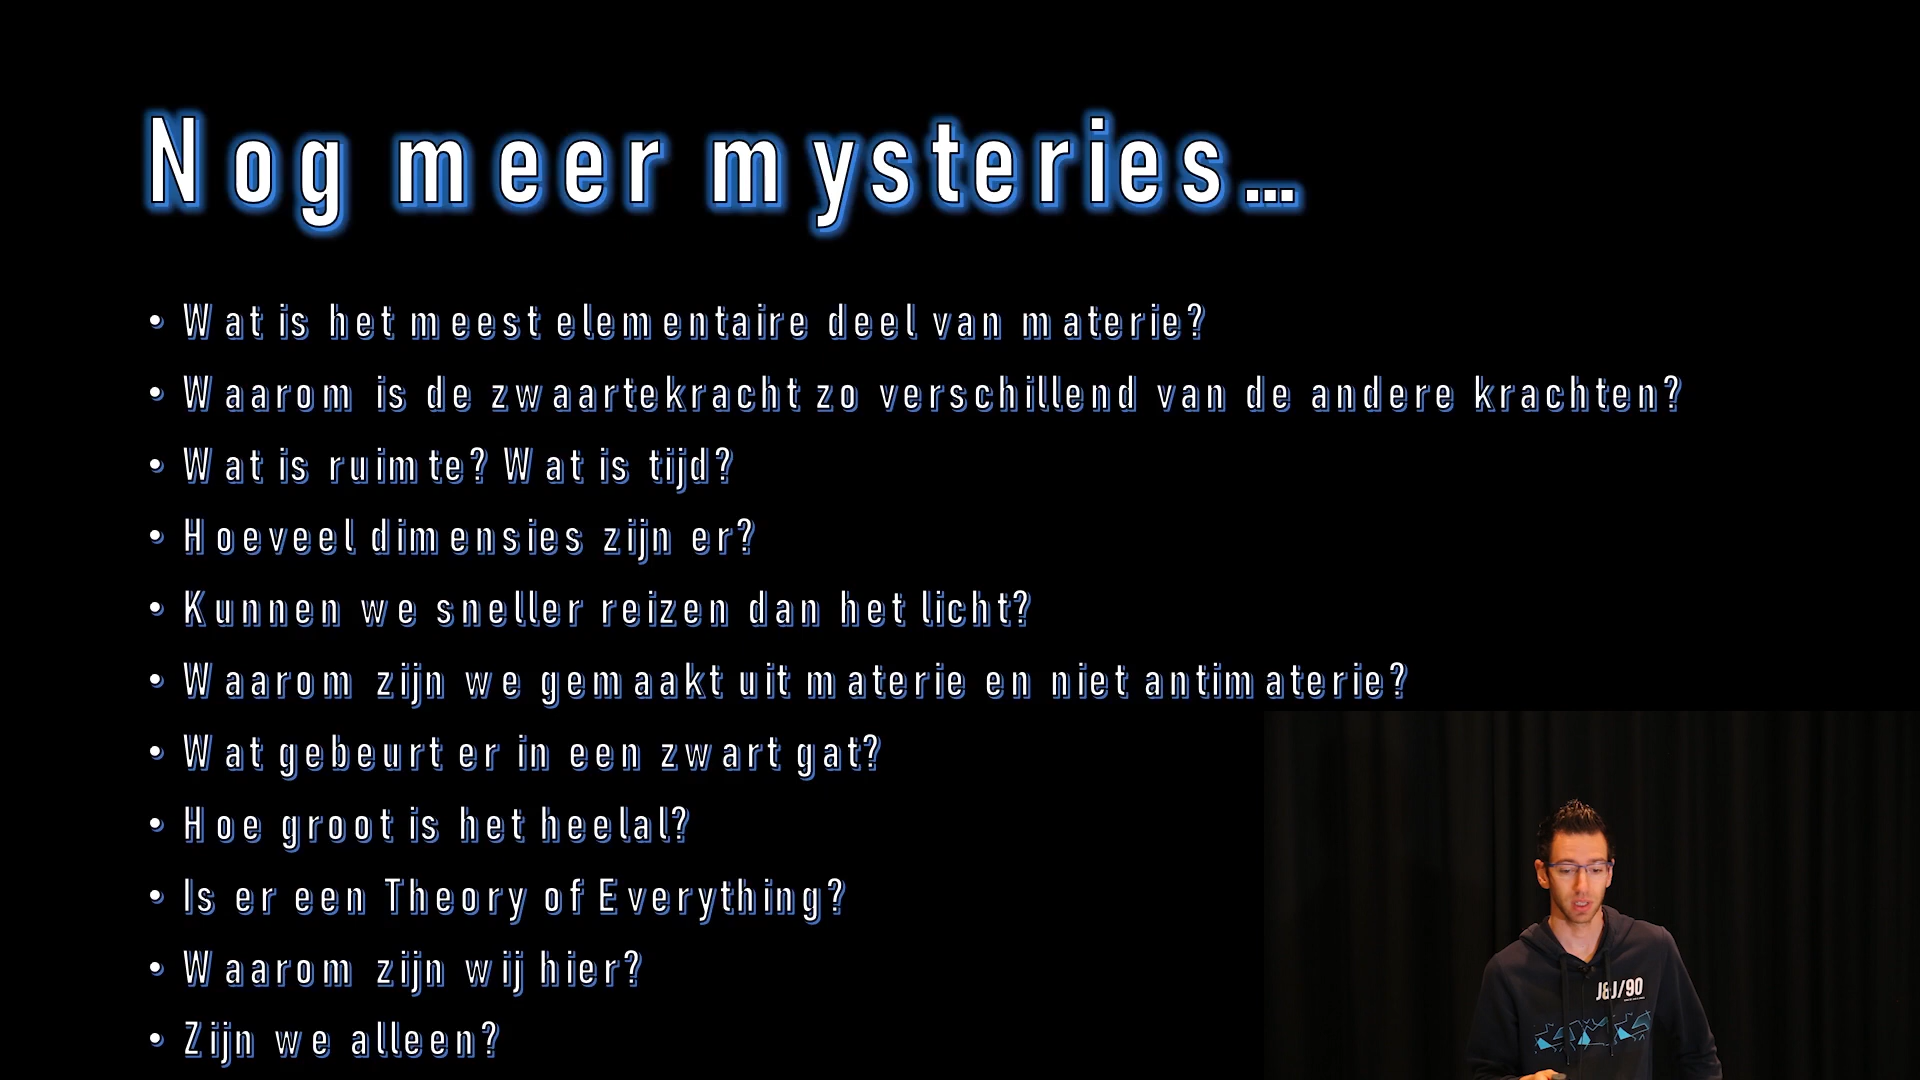 Nog meer mysteries...
• Wat is het meest elementaire deel van materie?
• Waarom is de zwaartekracht zo verschillend van de andere krachten?
• Wat is ruimte? Wat is tijd?
• Hoeveel dimensies zijn er?
• Kunnen we sneller reizen dan het licht?
• Waarom zijn we gemaakt uit materie en niet antimaterie?
• Wat gebeurt er in een zwart gat?
• Hoe groot is het heelal?
• Is er een Theory of Everything?
• Waarom zijn wij hier?
• Zijn we alleen?
J&J/90